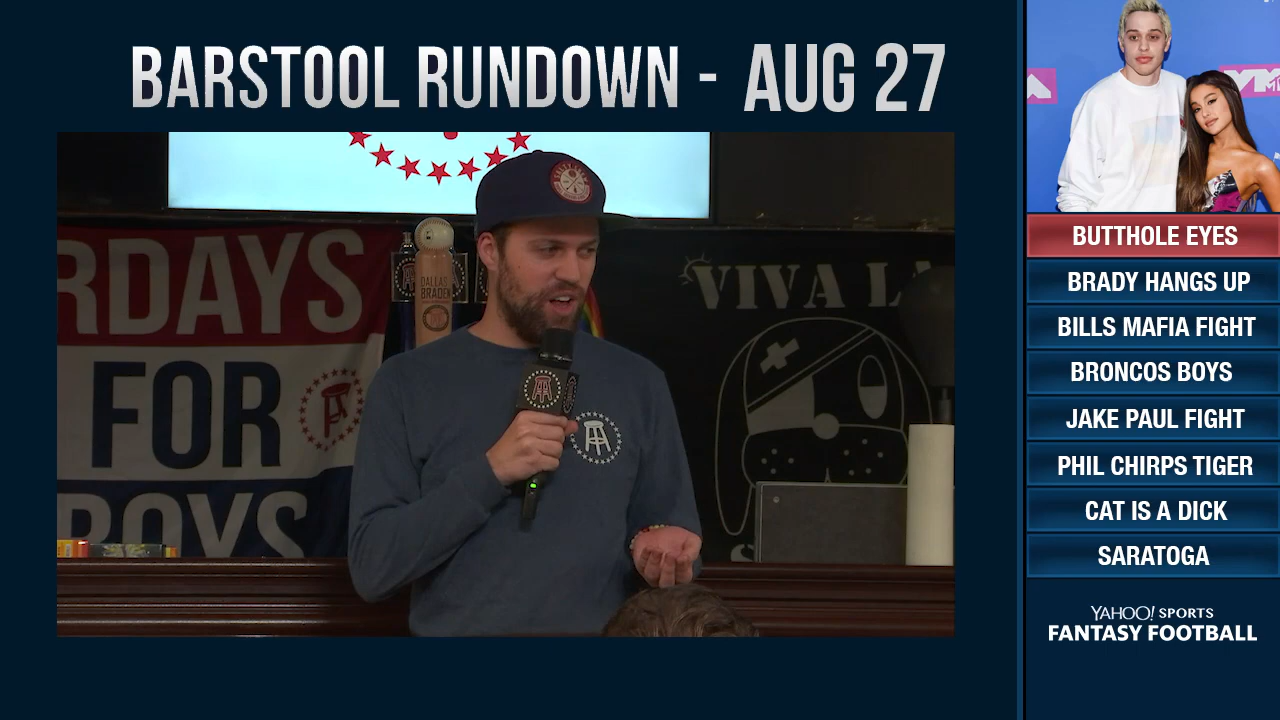 BARSTOOL RUNDOWN - AUG 27
RDAYS
FOR
BOYS
DALLAS
BRADEN
VIVA LA
VM
BUTTHOLE EYES
BRADY HANGS UP
BILLS MAFIA FIGHT
BRONCOS BOYS
JAKE PAUL FIGHT
PHIL CHIRPS TIGER
CAT IS A DICK
SARATOGA
YAHOO! SPORTS
FANTASY FOOTBALL